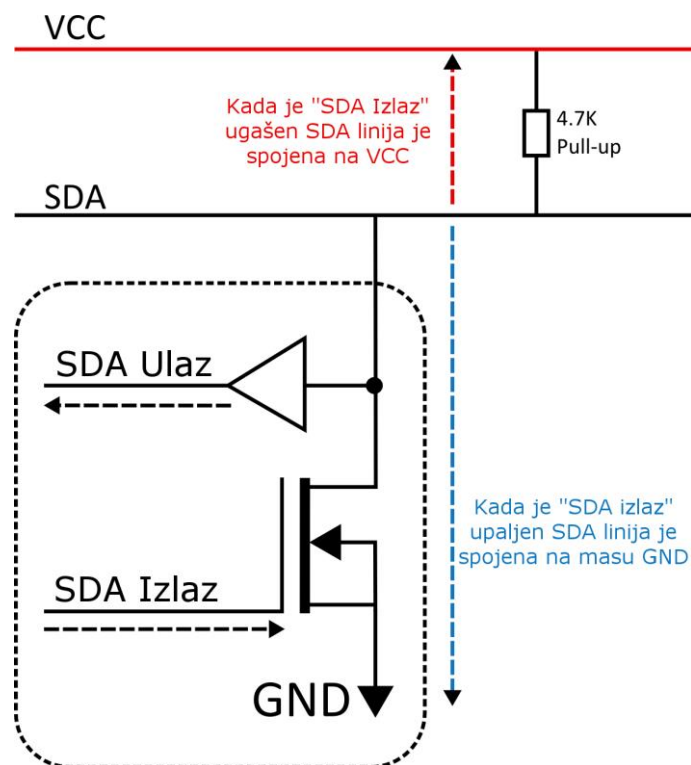 VCC
Kada je "SDA Izlaz"
ugašen SDA linija je
spojena na VCC
4.7K
Pull-up
SDA
SDA Ulaz
Kada je "SDA izlaz"
upaljen SDA linija je
spojena na masu GND
SDA Izlaz
GND